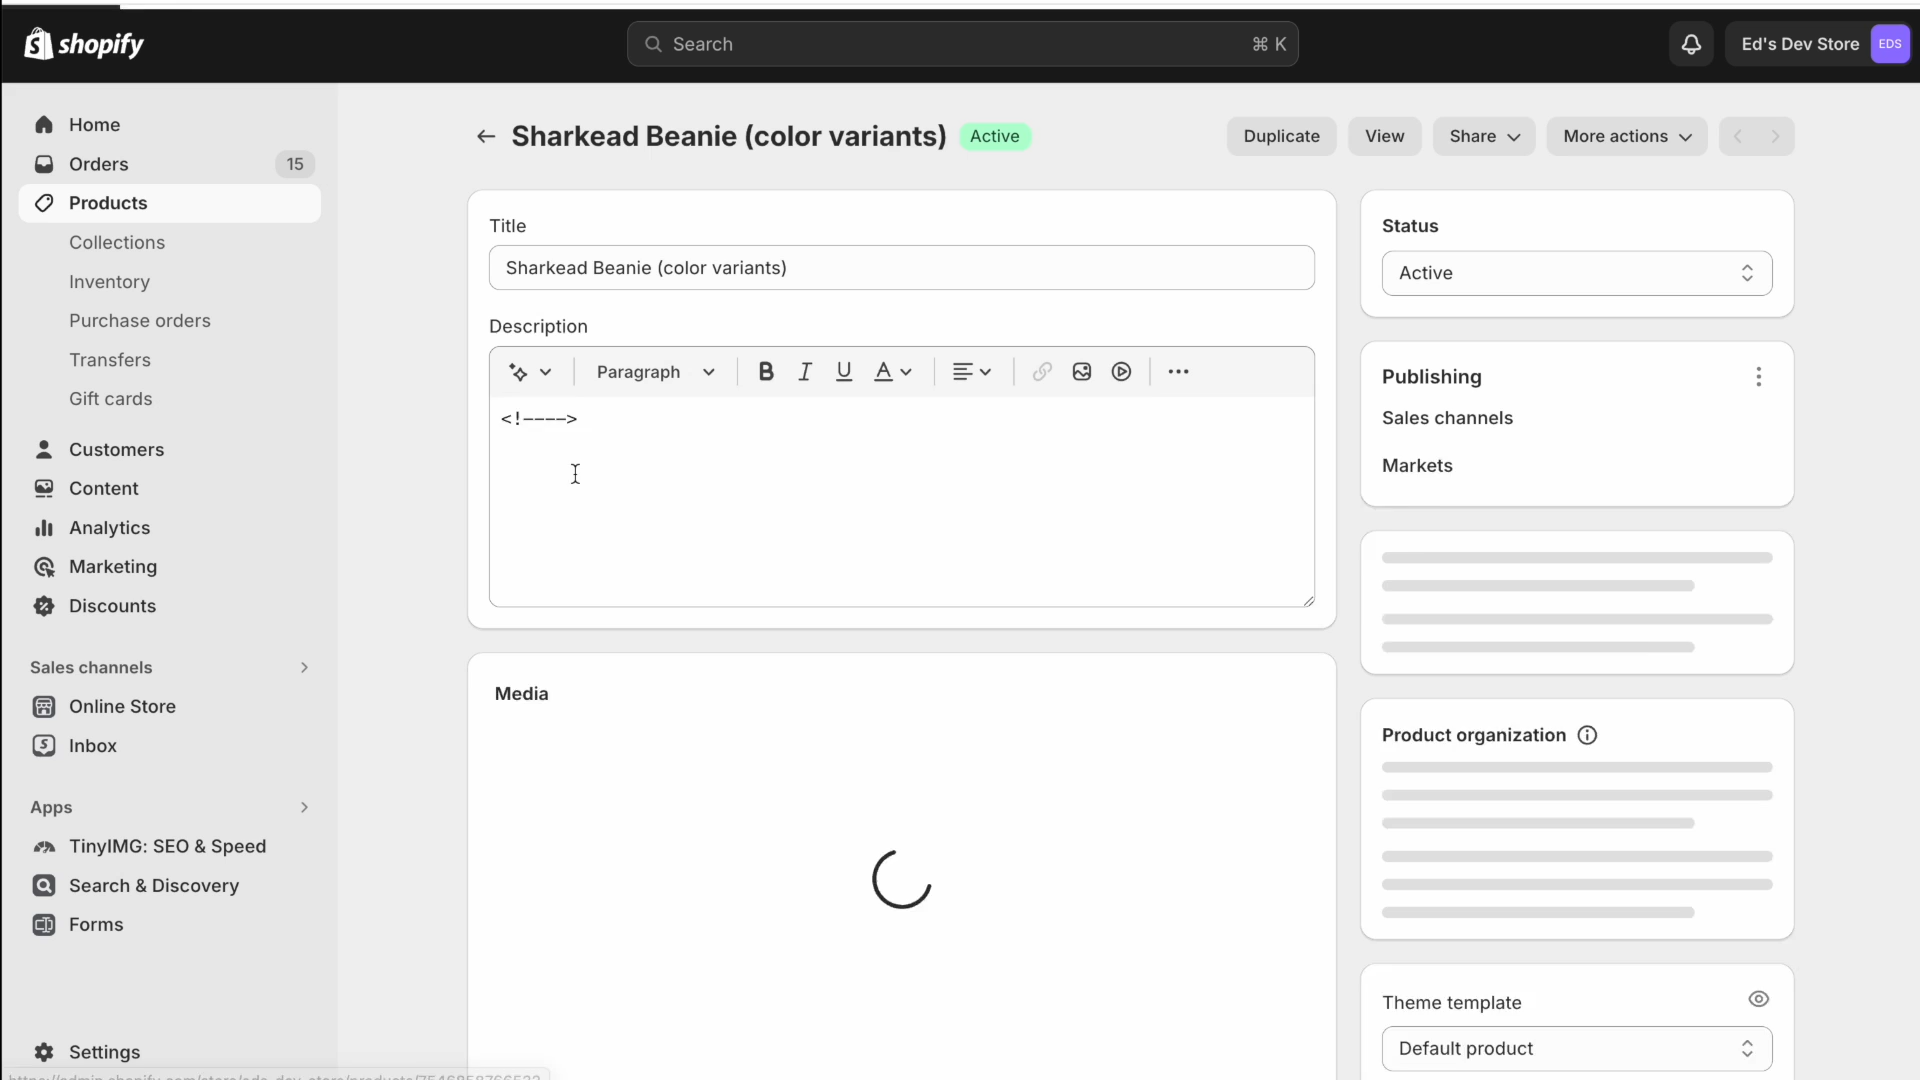 shopify
Search
⌘ K
Ed's Dev Store
EDS
Home
Orders
15
Products
Collections
Inventory
Purchase orders
Transfers
Gift cards
Customers
Content
Analytics
Marketing
Discounts
Sales channels
Online Store
Inbox
Apps
TinyIMG: SEO & Speed
Search & Discovery
Forms
Settings
Sharkead Beanie (color variants)
Active
Duplicate
View
Share
More actions
Title
Sharkead Beanie (color variants)
Description
Paragraph
B I U A
<!---->
Media
Status
Active
Publishing
Sales channels
Markets
Product organization
Theme template
Default product